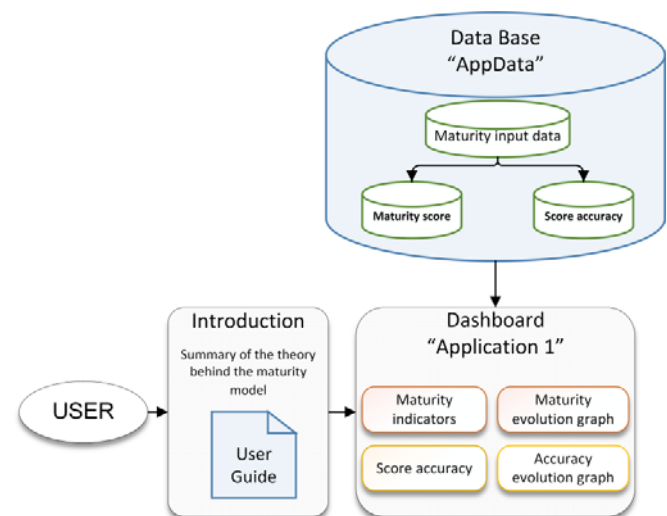 Data Base
“AppData”
Maturity input data
Maturity score
Score accuracy
Introduction
Summary of the theory
behind the maturity
model
User
Guide
USER
Dashboard
“Application 1”
Maturity
indicators
Maturity
evolution graph
Score accuracy
Accuracy
evolution graph